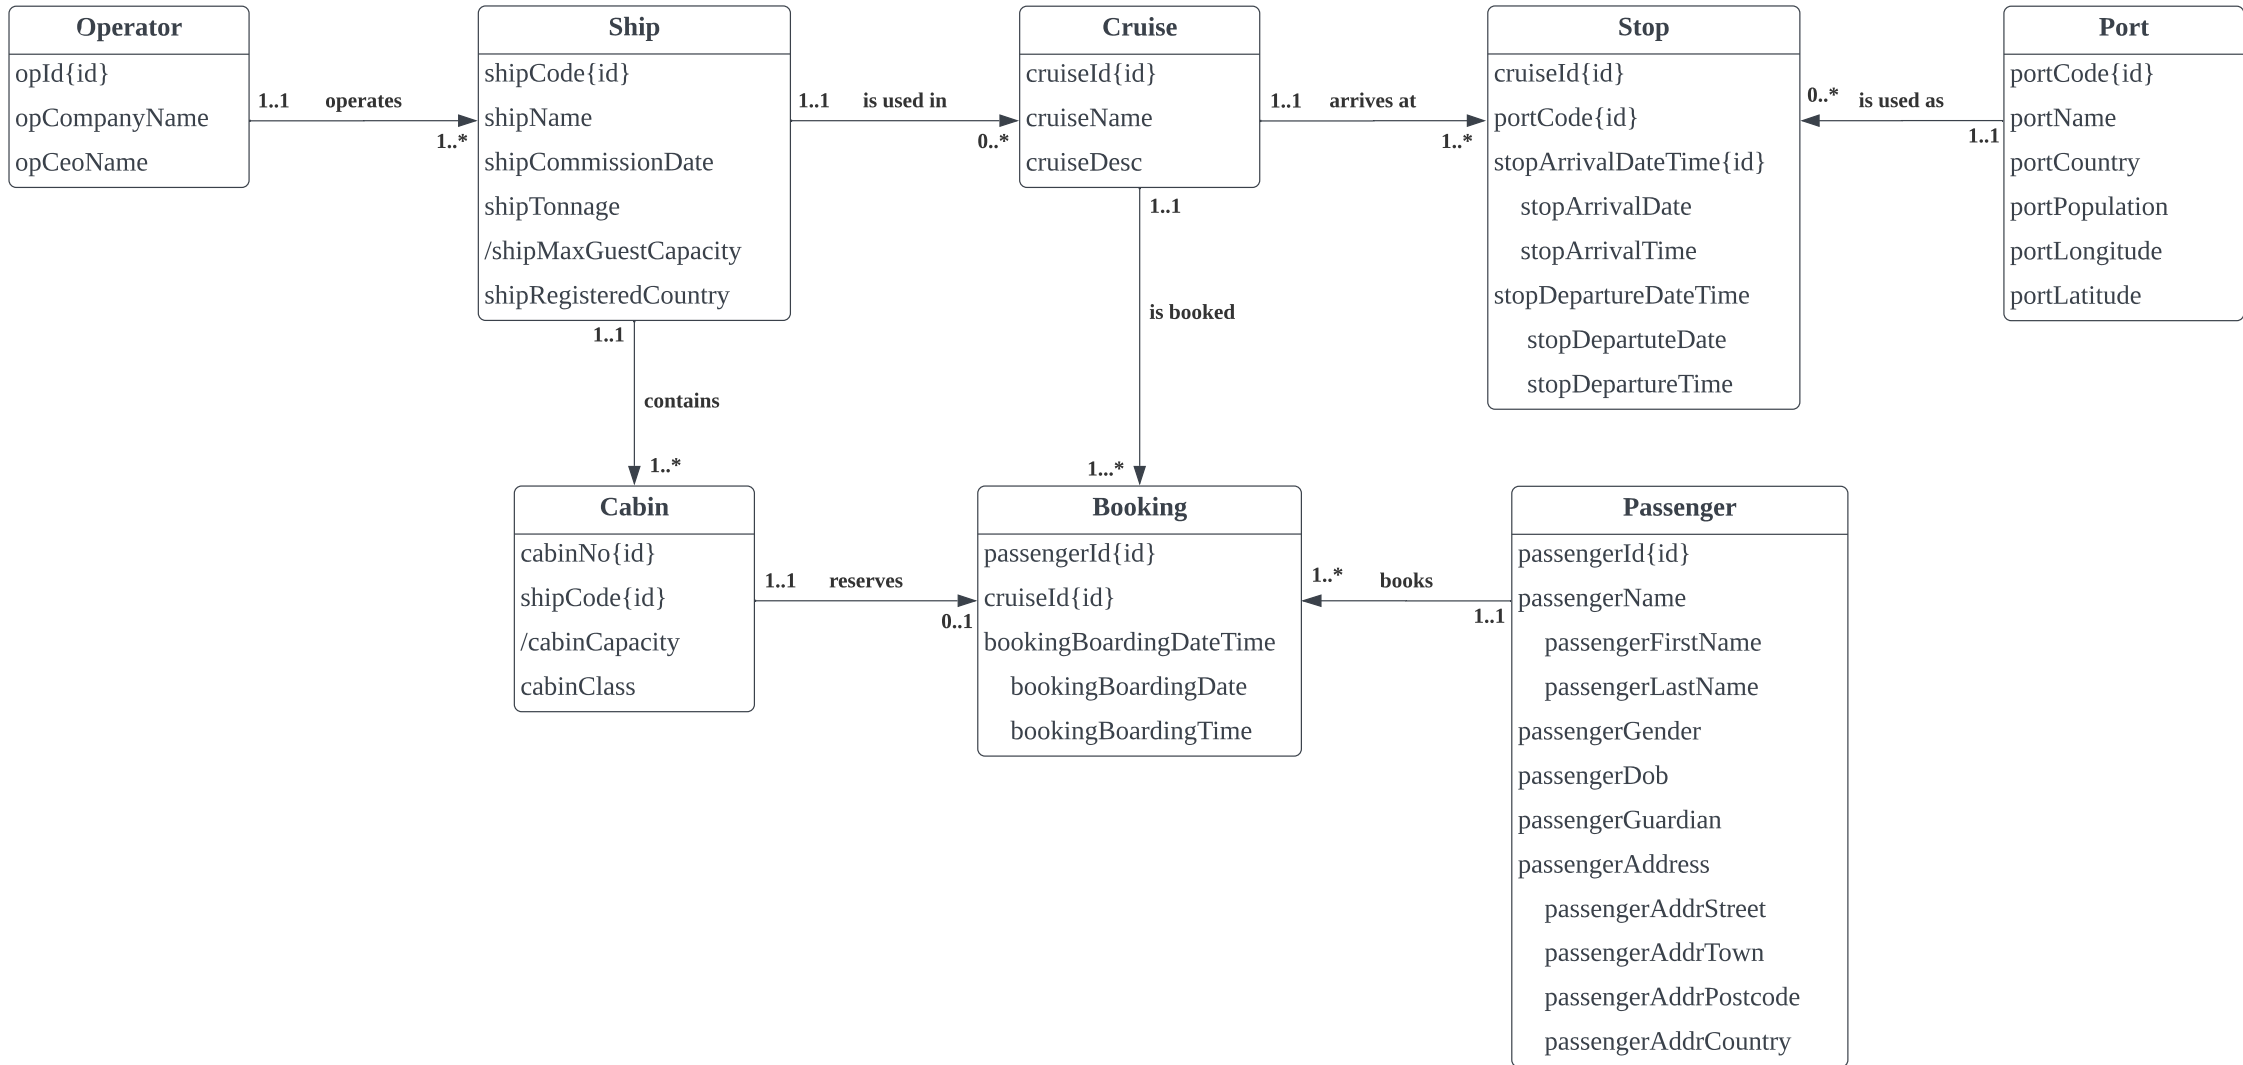 Operator
opId{id}
opCompanyName
opCeoName
1..1 operates
1..*
Ship
shipCode{id}
shipName
shipCommissionDate
shipTonnage
/shipMaxGuestCapacity
shipRegisteredCountry
1..1 is used in
0..*
Cruise
cruiseId{id}
cruiseName
cruiseDesc
1..1 arrives at
1..*
Stop
cruiseId{id}
portCode{id}
stopArrivalDateTime{id}
stopArrivalDate
stopArrivalTime
stopDepartureDateTime
stopDepartuteDate
stopDepartureTime
0..* is used as
1..1
Port
portCode{id}
portName
portCountry
portPopulation
portLongitude
portLatitude
1..1
contains
1..*
1..1
is booked
1...*
Cabin
cabinNo{id}
shipCode{id}
/cabinCapacity
cabinClass
1..1 reserves
0..1
Booking
passengerId{id}
cruiseId{id}
bookingBoardingDateTime
bookingBoardingDate
bookingBoardingTime
1..* books
1..1
Passenger
passengerId{id}
passengerName
passengerFirstName
passengerLastName
passengerGender
passengerDob
passengerGuardian
passengerAddress
passengerAddrStreet
passengerAddrTown
passengerAddrPostcode
passengerAddrCountry